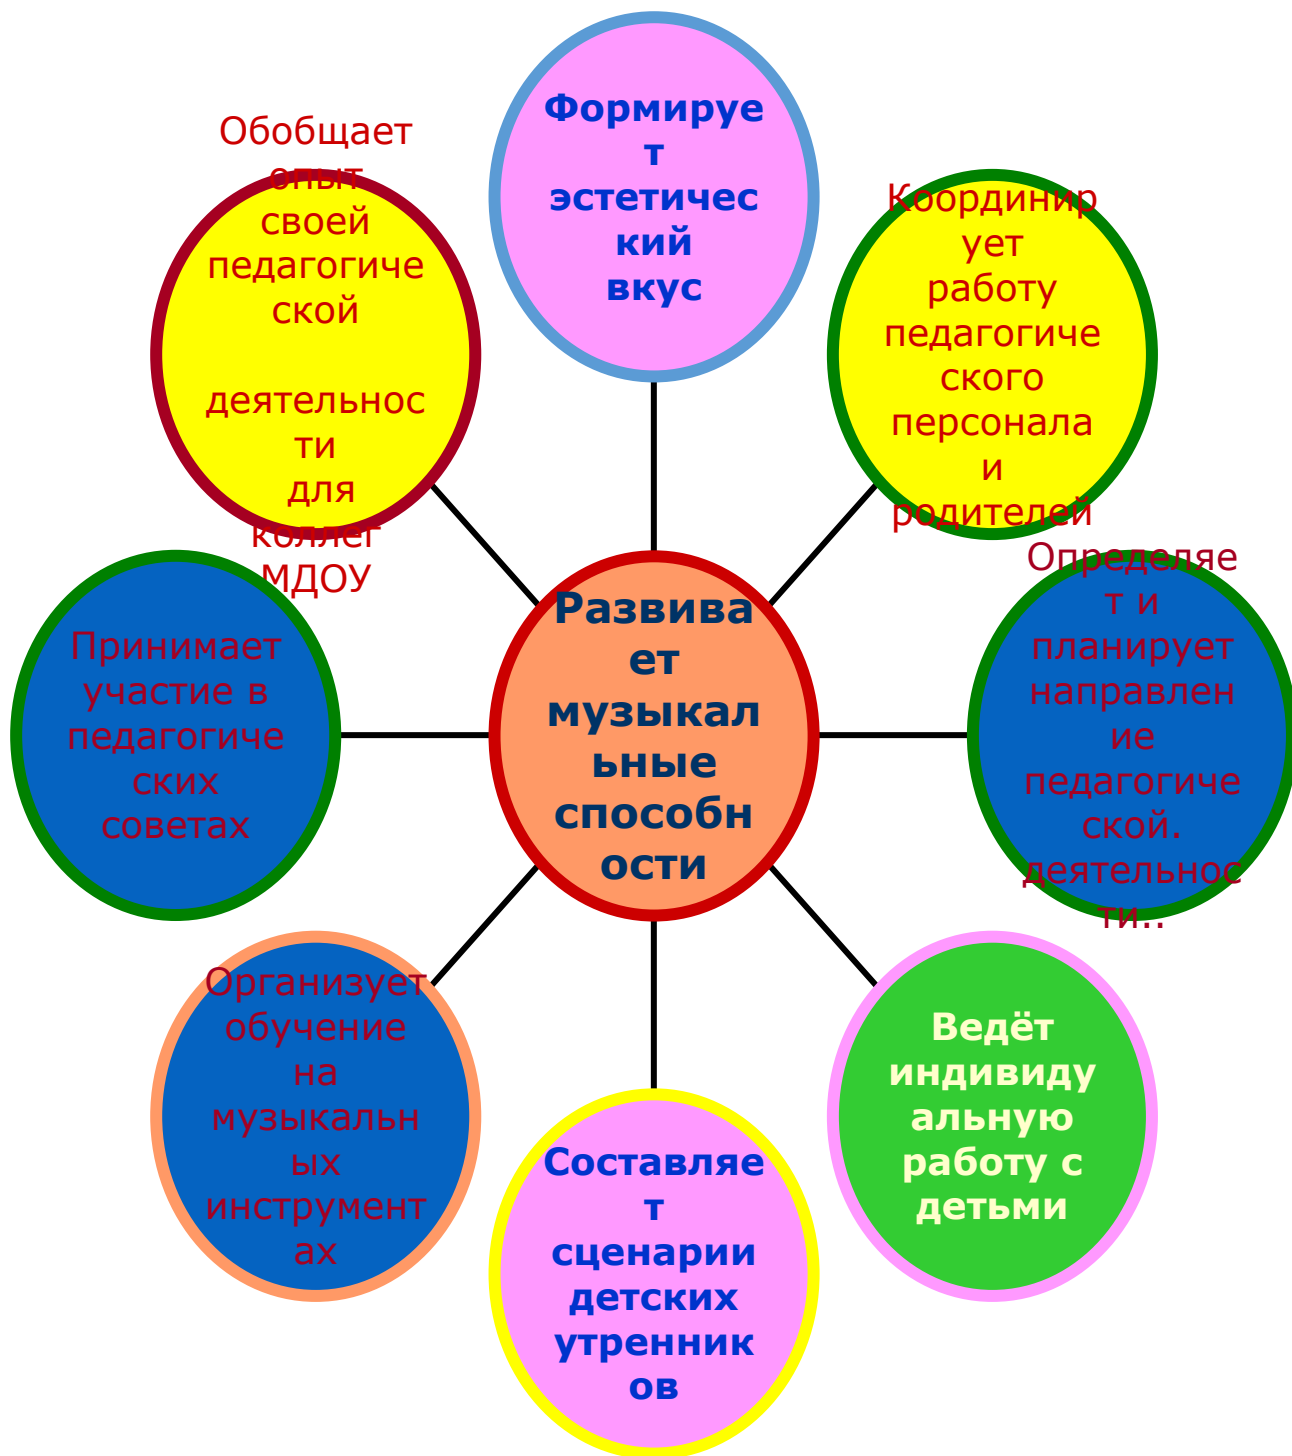 Формируе
т
эстетичес
кий
вкус
Координир
ует
работу
педагогиче
ского
персонала
и
родителей
Определяе
т и
планирует
направлен
ие
педагогиче
ской.
деятельнос
ти..
Ведёт
индивиду
альную
работу с
детьми
Составляе
т
сценарии
детских
утренник
ов
Организует
обучение
на
музыкальн
ых
инструмент
ах
Принимает
участие в
педагогиче
ских
советах
Обобщает
опыт
своей
педагогиче
ской
деятельнос
ти
для
коллег
МДОУ
Развива
ет
музыкал
ьные
способн
ости